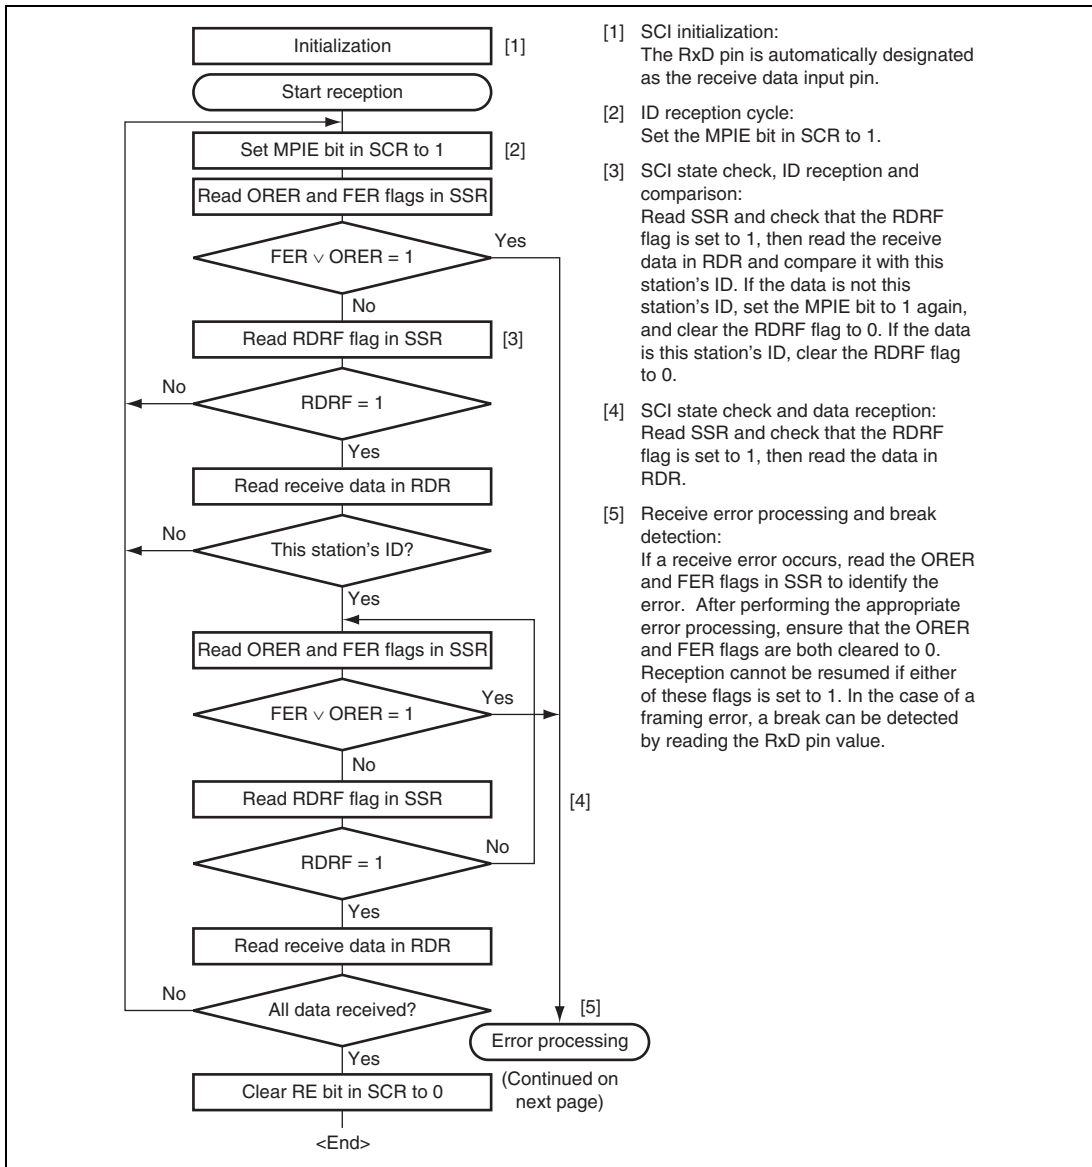 Initialization [1]
Start reception
Set MPIE bit in SCR to 1 [2]
Read ORER and FER flags in SSR
FER ∨ ORER = 1
Yes
No
Read RDRF flag in SSR [3]
RDRF = 1
No
Yes
Read receive data in RDR
This station's ID?
No
Yes
Read ORER and FER flags in SSR
FER ∨ ORER = 1
Yes
No
Read RDRF flag in SSR
[4]
RDRF = 1
No
Yes
Read receive data in RDR
All data received?
No
Yes
[5]
Error processing
(Continued on
next page)
Clear RE bit in SCR to 0
<End>
[1] SCI initialization:
The RxD pin is automatically designated
as the receive data input pin.
[2] ID reception cycle:
Set the MPIE bit in SCR to 1.
[3] SCI state check, ID reception and
comparison:
Read SSR and check that the RDRF
flag is set to 1, then read the receive
data in RDR and compare it with this
station's ID. If the data is not this
station's ID, set the MPIE bit to 1 again,
and clear the RDRF flag to 0. If the data
is this station's ID, clear the RDRF flag
to 0.
[4] SCI state check and data reception:
Read SSR and check that the RDRF
flag is set to 1, then read the data in
RDR.
[5] Receive error processing and break
detection:
If a receive error occurs, read the ORER
and FER flags in SSR to identify the
error. After performing the appropriate
error processing, ensure that the ORER
and FER flags are both cleared to 0.
Reception cannot be resumed if either
of these flags is set to 1. In the case of a
framing error, a break can be detected
by reading the RxD pin value.